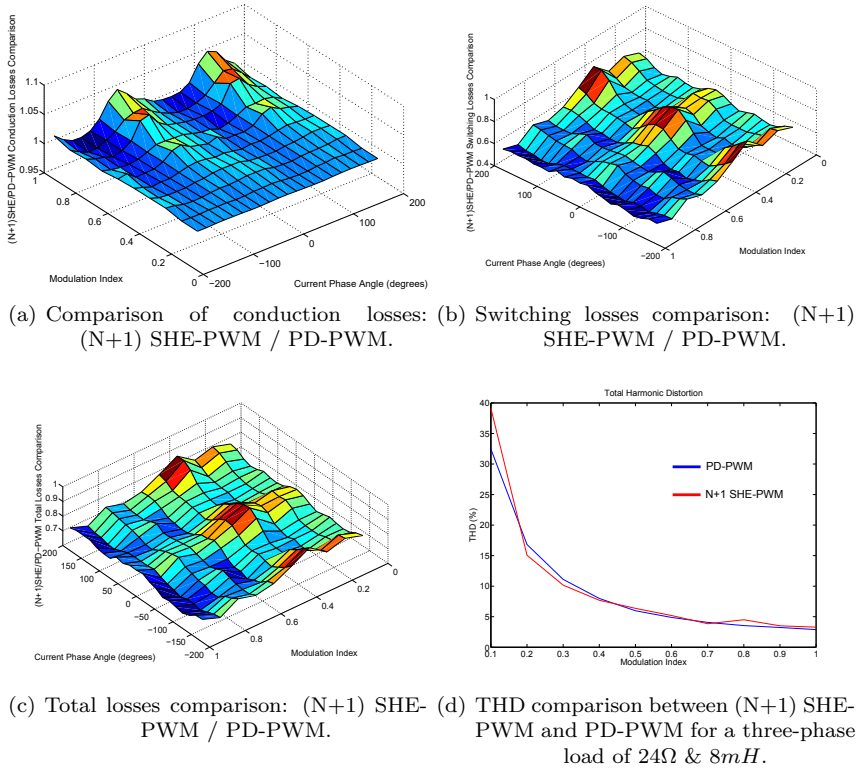 (N+1)SHE/PD−PWM Conduction Losses Comparison
1.1
1.05
1
0.95
1
0.8
0.6
0.4
0.2
0
Modulation Index
−200
−100
0
100
200
Current Phase Angle (degrees)
(a) Comparison of conduction losses:
(N+1) SHE-PWM / PD-PWM.
(N+1)SHE/PD−PWM Switching Losses Comparison
1
0.8
0.6
0.4
200
100
0
−100
−200
Current Phase Angle (degrees)
1
0.8
0.6
0.4
0.2
0
Modulation Index
(b) Switching losses comparison: (N+1)
SHE-PWM / PD-PWM.
(N+1)SHE/PD−PWM Total Losses Comparison
1
0.9
0.8
0.7
200
150
100
50
0
−50
−100
−150
−200
Current Phase Angle (degrees)
1
0.8
0.6
0.4
0.2
0
Modulation Index
(c) Total losses comparison: (N+1) SHE-
PWM / PD-PWM.
Total Harmonic Distortion
THD (%)
40
35
30
25
20
15
10
5
0
PD-PWM
N+1 SHE-PWM
0.1 0.2 0.3 0.4 0.5 0.6 0.7 0.8 0.9 1
Modulation Index
(d) THD comparison between (N+1) SHE-
PWM and PD-PWM for a three-phase
load of 24Ω & 8mH.